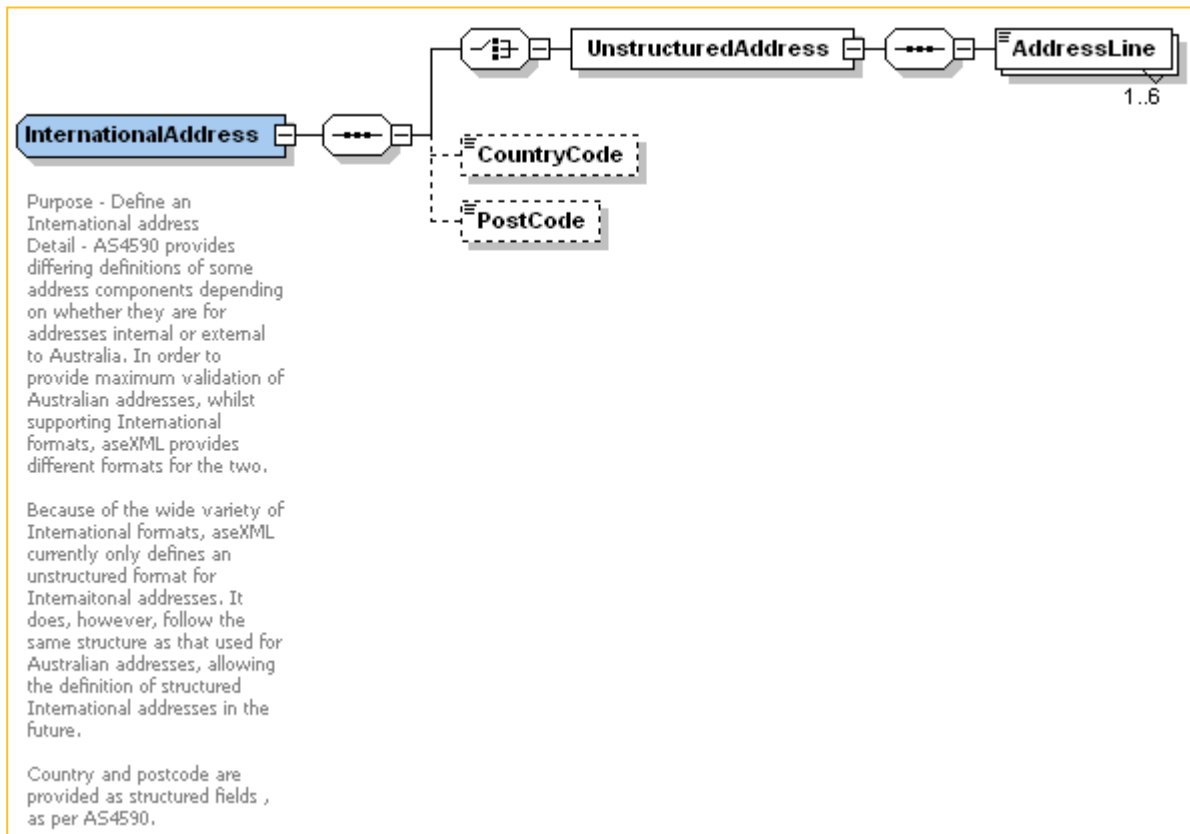 UnstructuredAddress
AddressLine
1..6
InternationalAddress
CountryCode
PostCode
Purpose - Define an
International address
Detail - AS4590 provides
differing definitions of some
address components depending
on whether they are for
addresses internal or external
to Australia. In order to
provide maximum validation of
Australian addresses, whilst
supporting International
formats, aseXML provides
different formats for the two.
Because of the wide variety of
International formats, aseXML
currently only defines an
unstructured format for
Internaitonal addresses. It
does, however, follow the
same structure as that used for
Australian addresses, allowing
the definition of structured
International addresses in the
future.
Country and postcode are
provided as structured fields ,
as per AS4590.